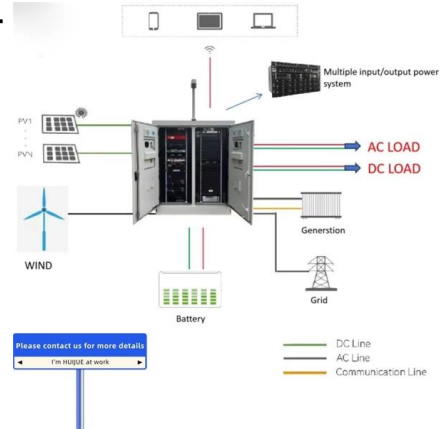 Multiple input/output power
system
PV1
PVN
AC LOAD
DC LOAD
WIND
Generstion
Grid
Battery
Please contact us for more details
I'm HUIJUE at work
DC Line
AC Line
Communication Line